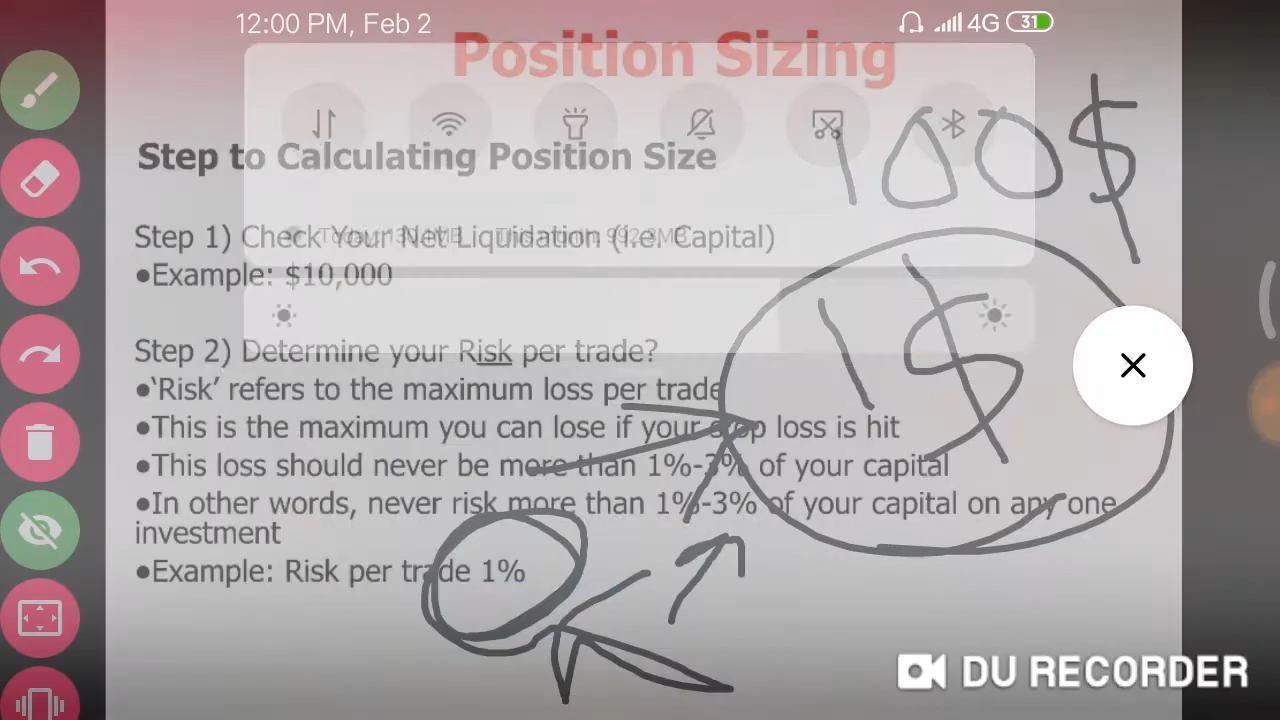 12:00 PM, Feb 2
4G 31
Position Sizing
100$
Step to Calculating Position Size
Step 1) Check Your Net Liquidation (i.e. Capital)
•Example: $10,000
1$
Step 2) Determine your Risk per trade?
•‘Risk’ refers to the maximum loss per trade
•This is the maximum you can lose if your stop loss is hit
•This loss should never be more than 1%-3% of your capital
•In other words, never risk more than 1%-3% of your capital on any one
investment
•Example: Risk per trade 1%
DU RECORDER